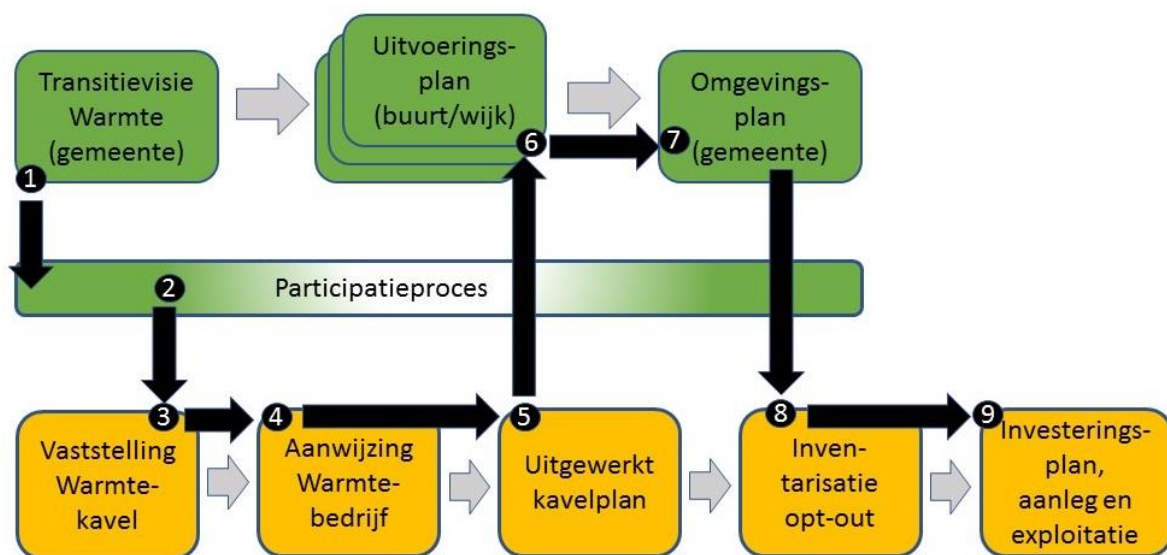 Transitievisie
Warmte
(gemeente)
1
Uitvoerings-
plan
(buurt/wijk)
6
Omgevings-
plan
(gemeente)
7
2
Participatieproces
3
Vaststelling
Warmte-
kavel
4
Aanwijzing
Warmte-
bedrijf
5
Uitgewerkt
kavelplan
8
Inven-
tarisatie
opt-out
9
Investerings-
plan,
aanleg en
exploitatie